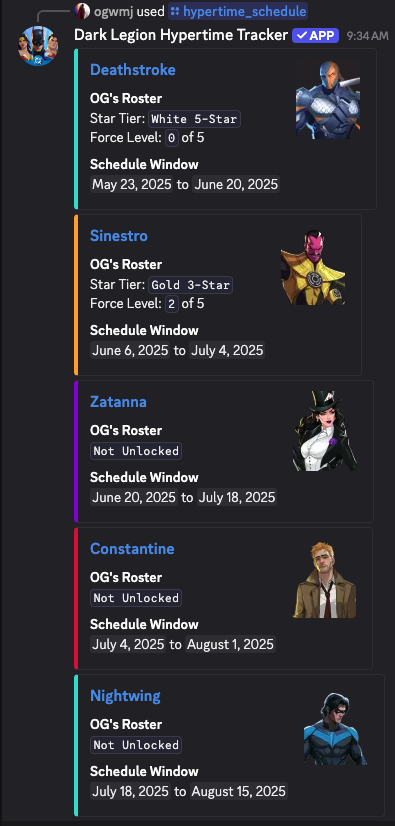 ogwmj used hypertime_schedule
Dark Legion Hypertime Tracker ✓ APP 9:34 AM
Deathstroke
OG's Roster
Star Tier: White 5-Star
Force Level: 0 of 5
Schedule Window
May 23, 2025 to June 20, 2025
Sinestro
OG's Roster
Star Tier: Gold 3-Star
Force Level: 2 of 5
Schedule Window
June 6, 2025 to July 4, 2025
Zatanna
OG's Roster
Not Unlocked
Schedule Window
June 20, 2025 to July 18, 2025
Constantine
OG's Roster
Not Unlocked
Schedule Window
July 4, 2025 to August 1, 2025
Nightwing
OG's Roster
Not Unlocked
Schedule Window
July 18, 2025 to August 15, 2025